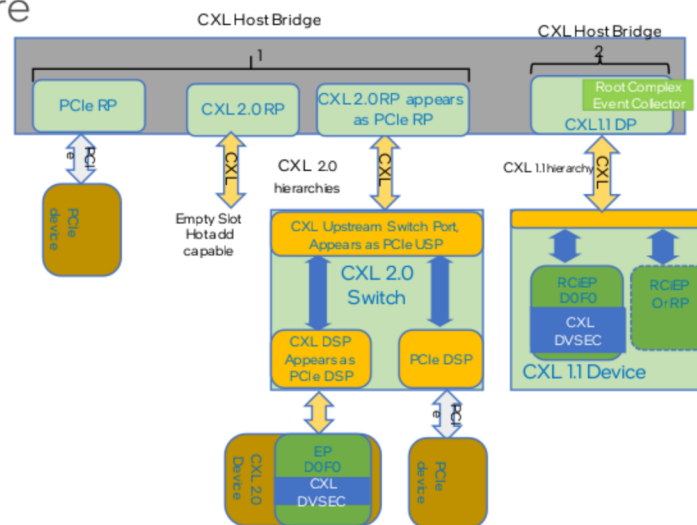 re
CXL Host Bridge
1
CXL Host Bridge
2
PCIe RP
CXL 2.0 RP
CXL 2.0 RP appears
as PCIe RP
Root Complex
Event Collector
CXL 1.1 DP
PCIe
CXL
CXL 2.0
hierarchies
CXL
CXL 1.1 hierarchy
CXL
PCIe
device
Empty Slot
Hot add
capable
CXL Upstream Switch Port,
Appears as PCIe USP
CXL 2.0
Switch
CXL DSP
Appears as
PCIe DSP
PCIe DSP
RCiEP
D0F0
CXL
DVSEC
RCiEP
Or RP
CXL 1.1 Device
PCIe
CXL 2.0
Device
EP
D0F0
CXL
DVSEC
PCIe
device